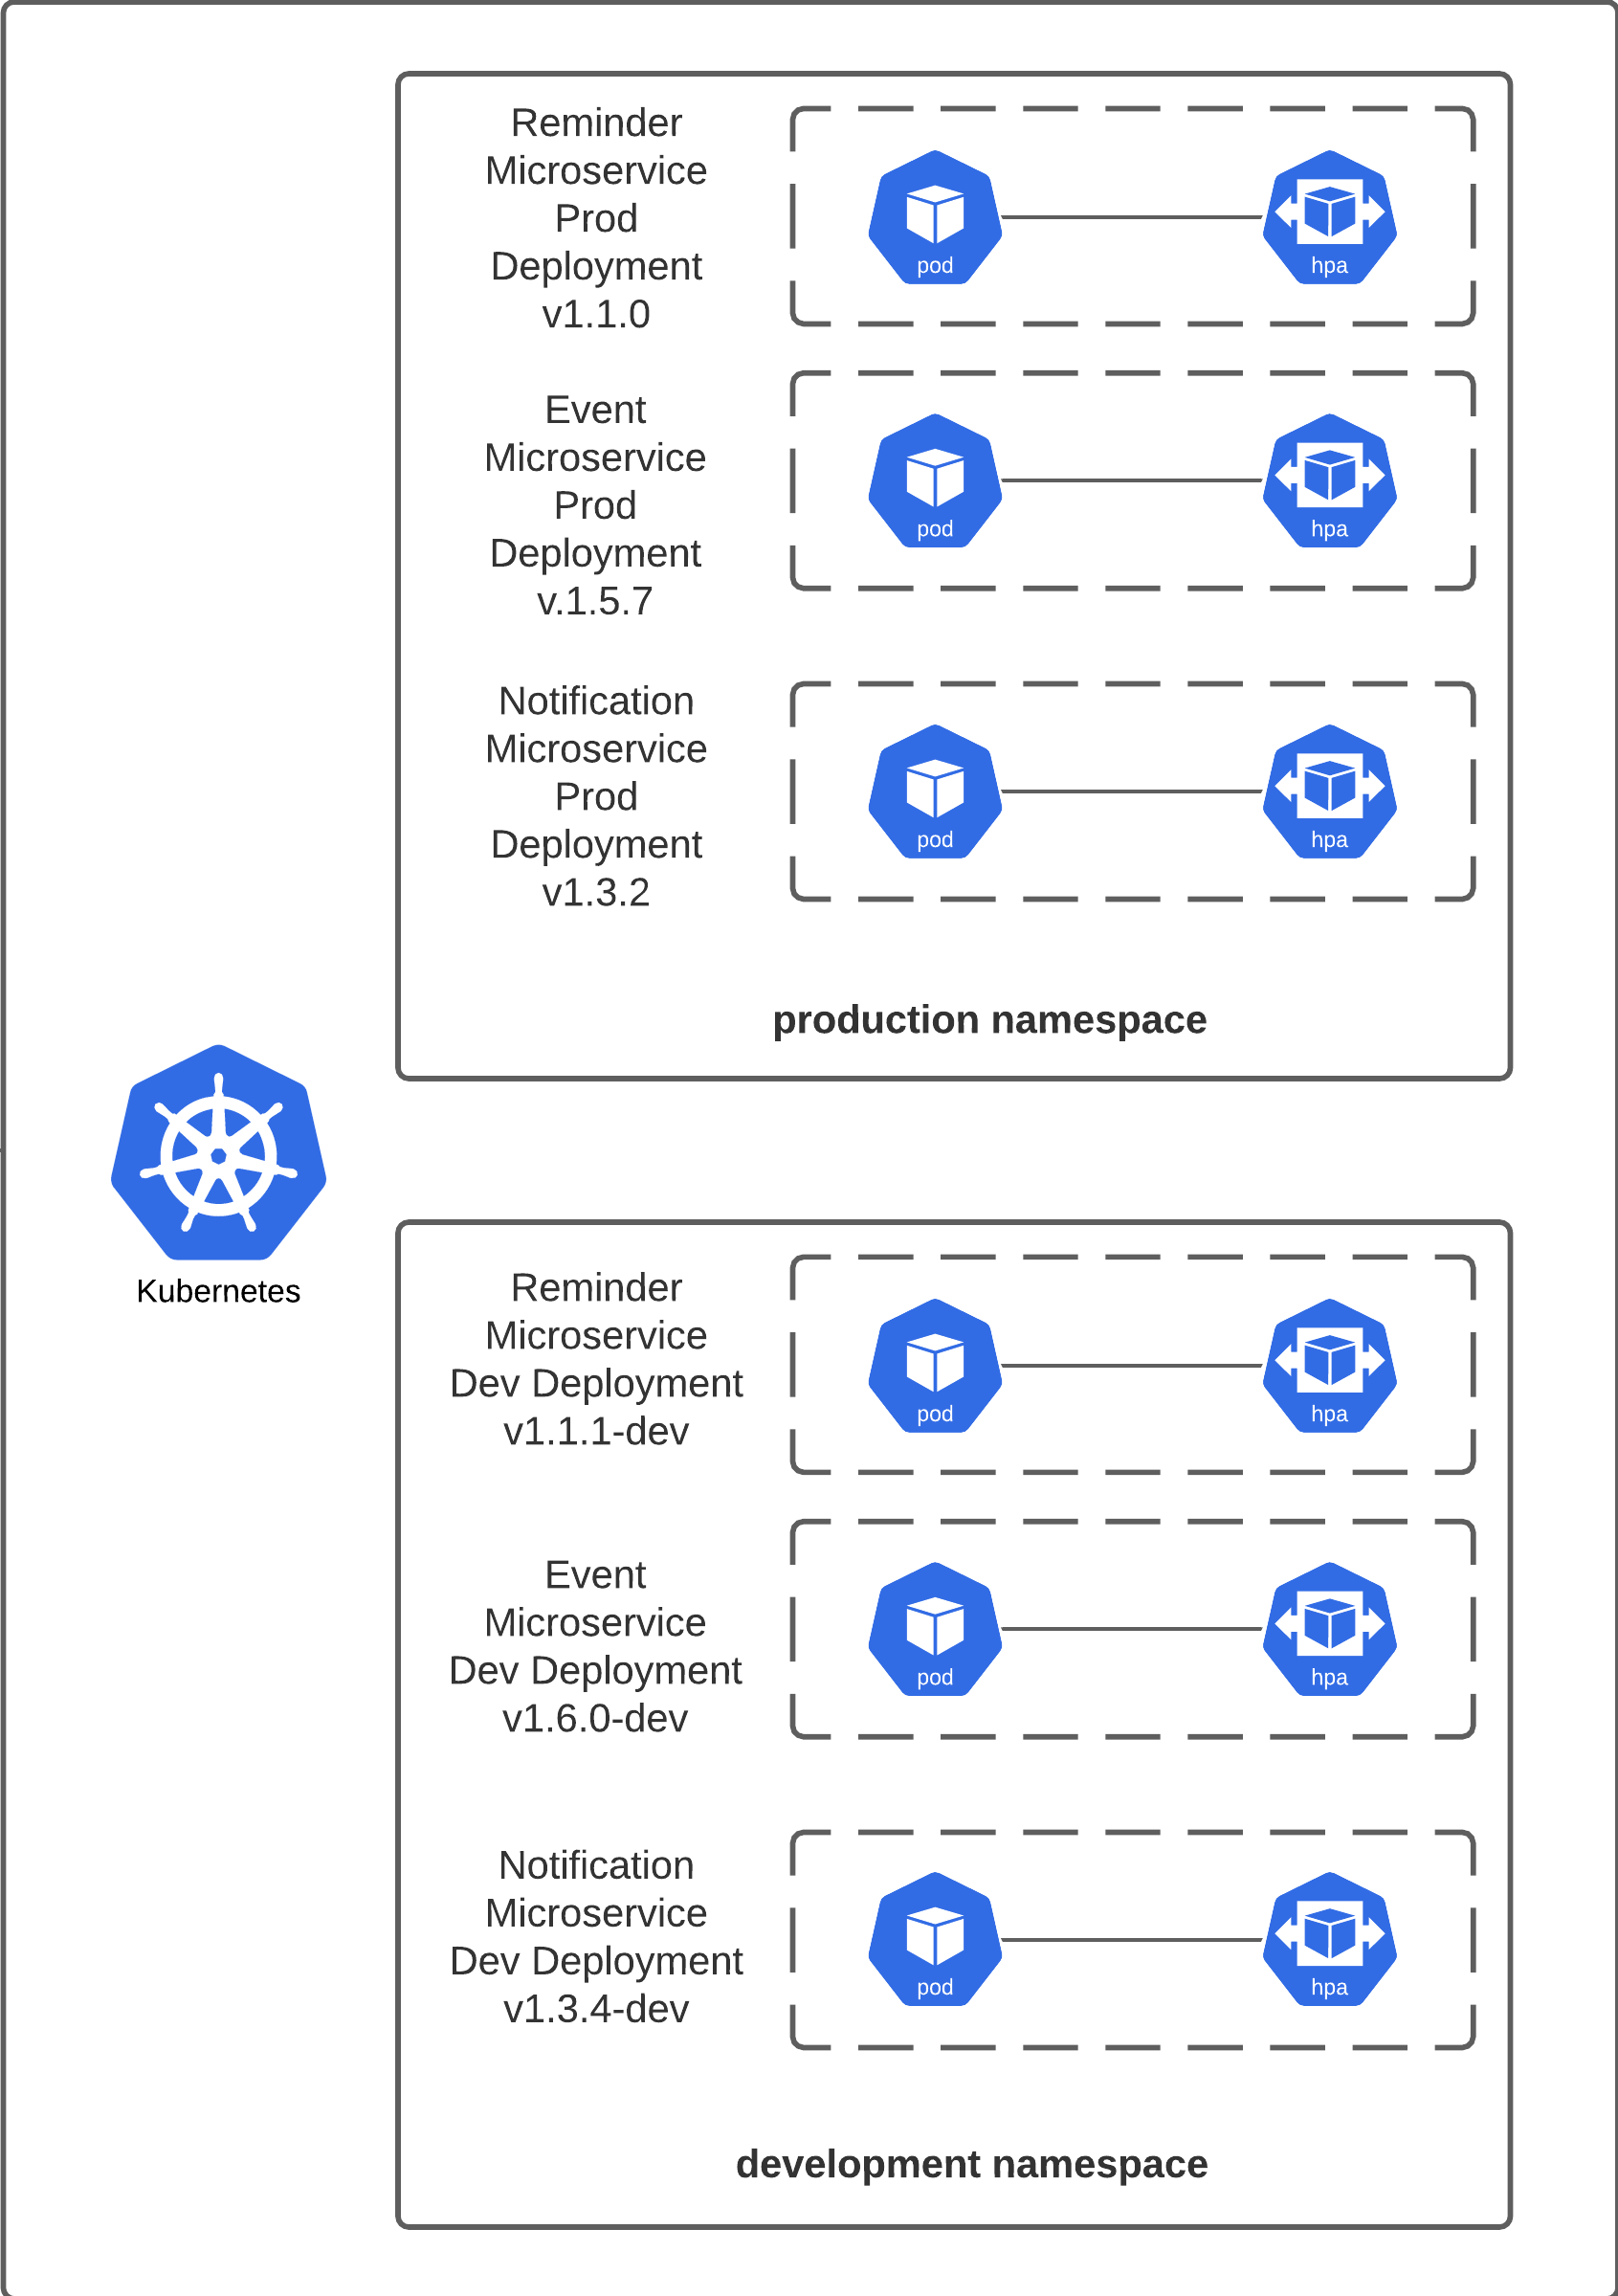 Reminder
Microservice
Prod
Deployment
v1.1.0
pod
hpa
Event
Microservice
Prod
Deployment
v.1.5.7
pod
hpa
Notification
Microservice
Prod
Deployment
v1.3.2
pod
hpa
production namespace
Kubernetes
Reminder
Microservice
Dev Deployment
v1.1.1-dev
pod
hpa
Event
Microservice
Dev Deployment
v1.6.0-dev
pod
hpa
Notification
Microservice
Dev Deployment
v1.3.4-dev
pod
hpa
development namespace